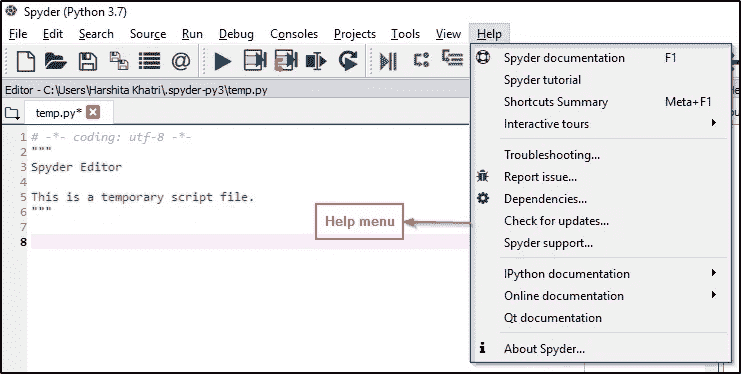 Spyder (Python 3.7)
File Edit Search Source Run Debug Consoles Projects Tools View Help
Editor - C:\Users\Harshita Khatri\.spyder-py3\temp.py
temp.py*
1 # -*- coding: utf-8 -*-
2 """
3 Spyder Editor
4
5 This is a temporary script file.
6 """
7
8
Help menu
Spyder documentation F1
Spyder tutorial
Shortcuts Summary Meta+F1
Interactive tours
Troubleshooting...
Report issue...
Dependencies...
Check for updates...
Spyder support...
IPython documentation
Online documentation
Qt documentation
About Spyder...